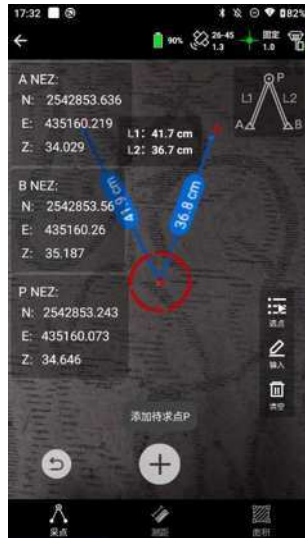 17:32
82%
90%
26-45
1.3
固定
1.0
A NEZ:
N: 2542853.636
E: 435160.219
Z: 34.029
L1: 41.7 cm
L2: 36.7 cm
P
L1
L2
A
B
B NEZ:
N: 2542853.56
E: 435160.26
Z: 35.187
41.9 cm
36.8 cm
P NEZ:
N: 2542853.243
E: 435160.073
Z: 34.646
选点
输入
清空
添加待求点P
采点
测距
面积